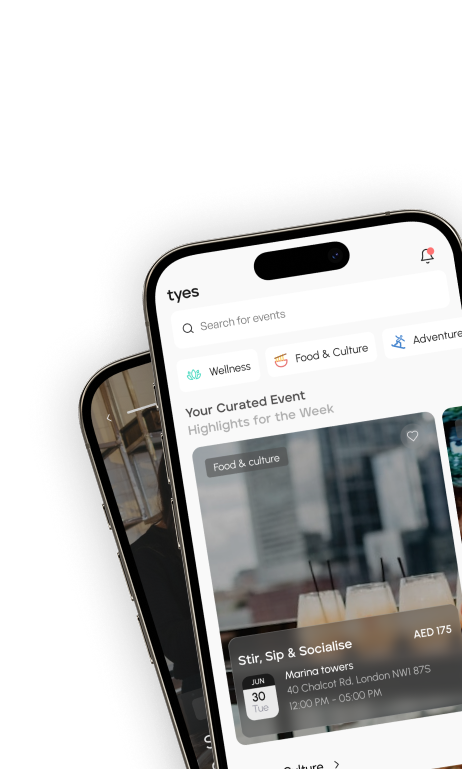 tyes
Search for events
Wellness
Food & Culture
Adventure
Your Curated Event
Highlights for the Week
Food & culture
Stir, Sip & Socialise
AED 175
JUN
30
Tue
Marina towers
40 Chalcot Rd, London NW1 87S
12:00 PM - 05:00 PM
Culture